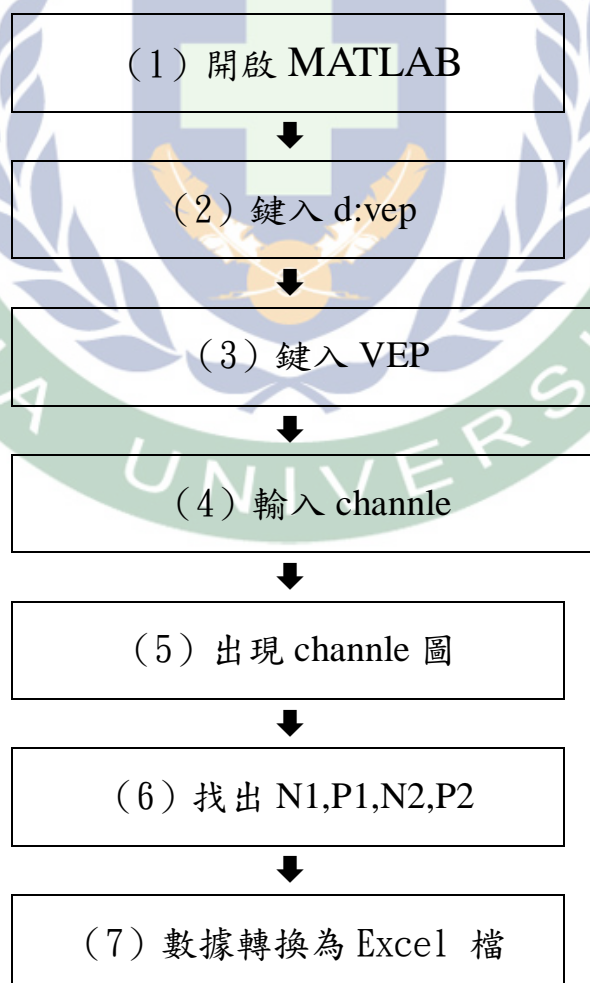 （1）開啟 MATLAB
（2）鍵入 d:vep
（3）鍵入 VEP
（4）輸入 channle
（5）出現 channle 圖
（6）找出 N1,P1,N2,P2
（7）數據轉換為 Excel 檔
A UNIVERS